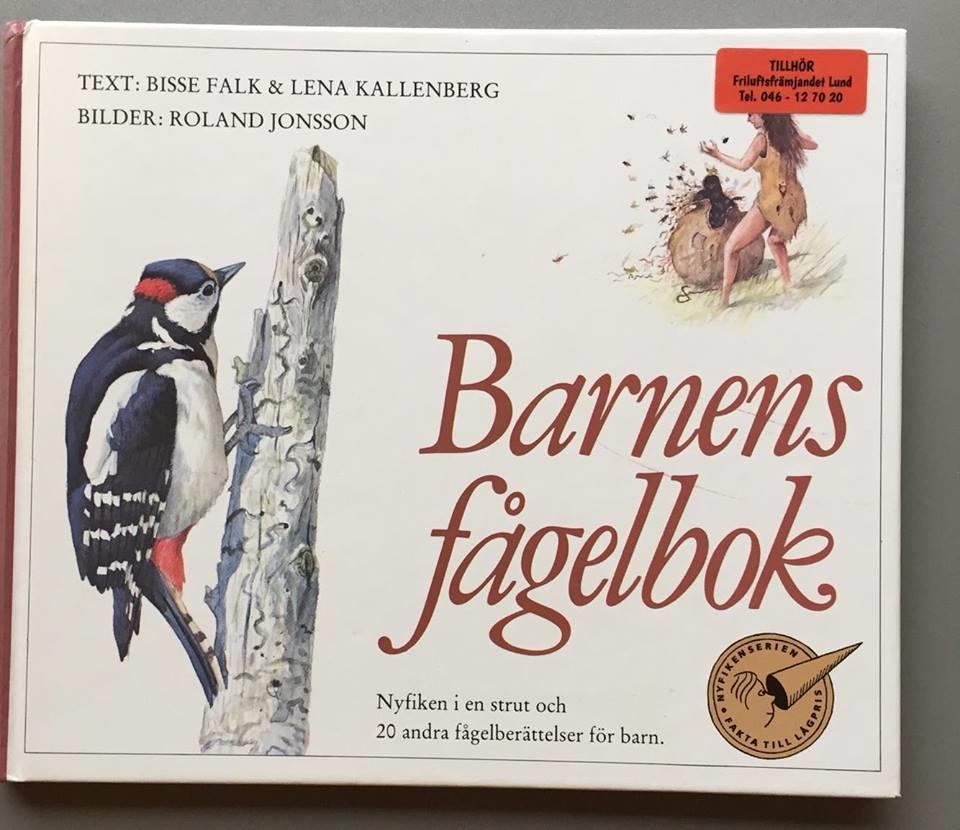 TEXT: BISSE FALK & LENA KALLENBERG
BILDER: ROLAND JONSSON
TILLHÖR
Friluftsfrämjandet Lund
Tel. 046 - 12 70 20
Barnens
fågelbok
Nyfiken i en strut och
20 andra fågelberättelser för barn.
NYFIKENSERIEN
• FAKTA TILL LÅGPRIS •